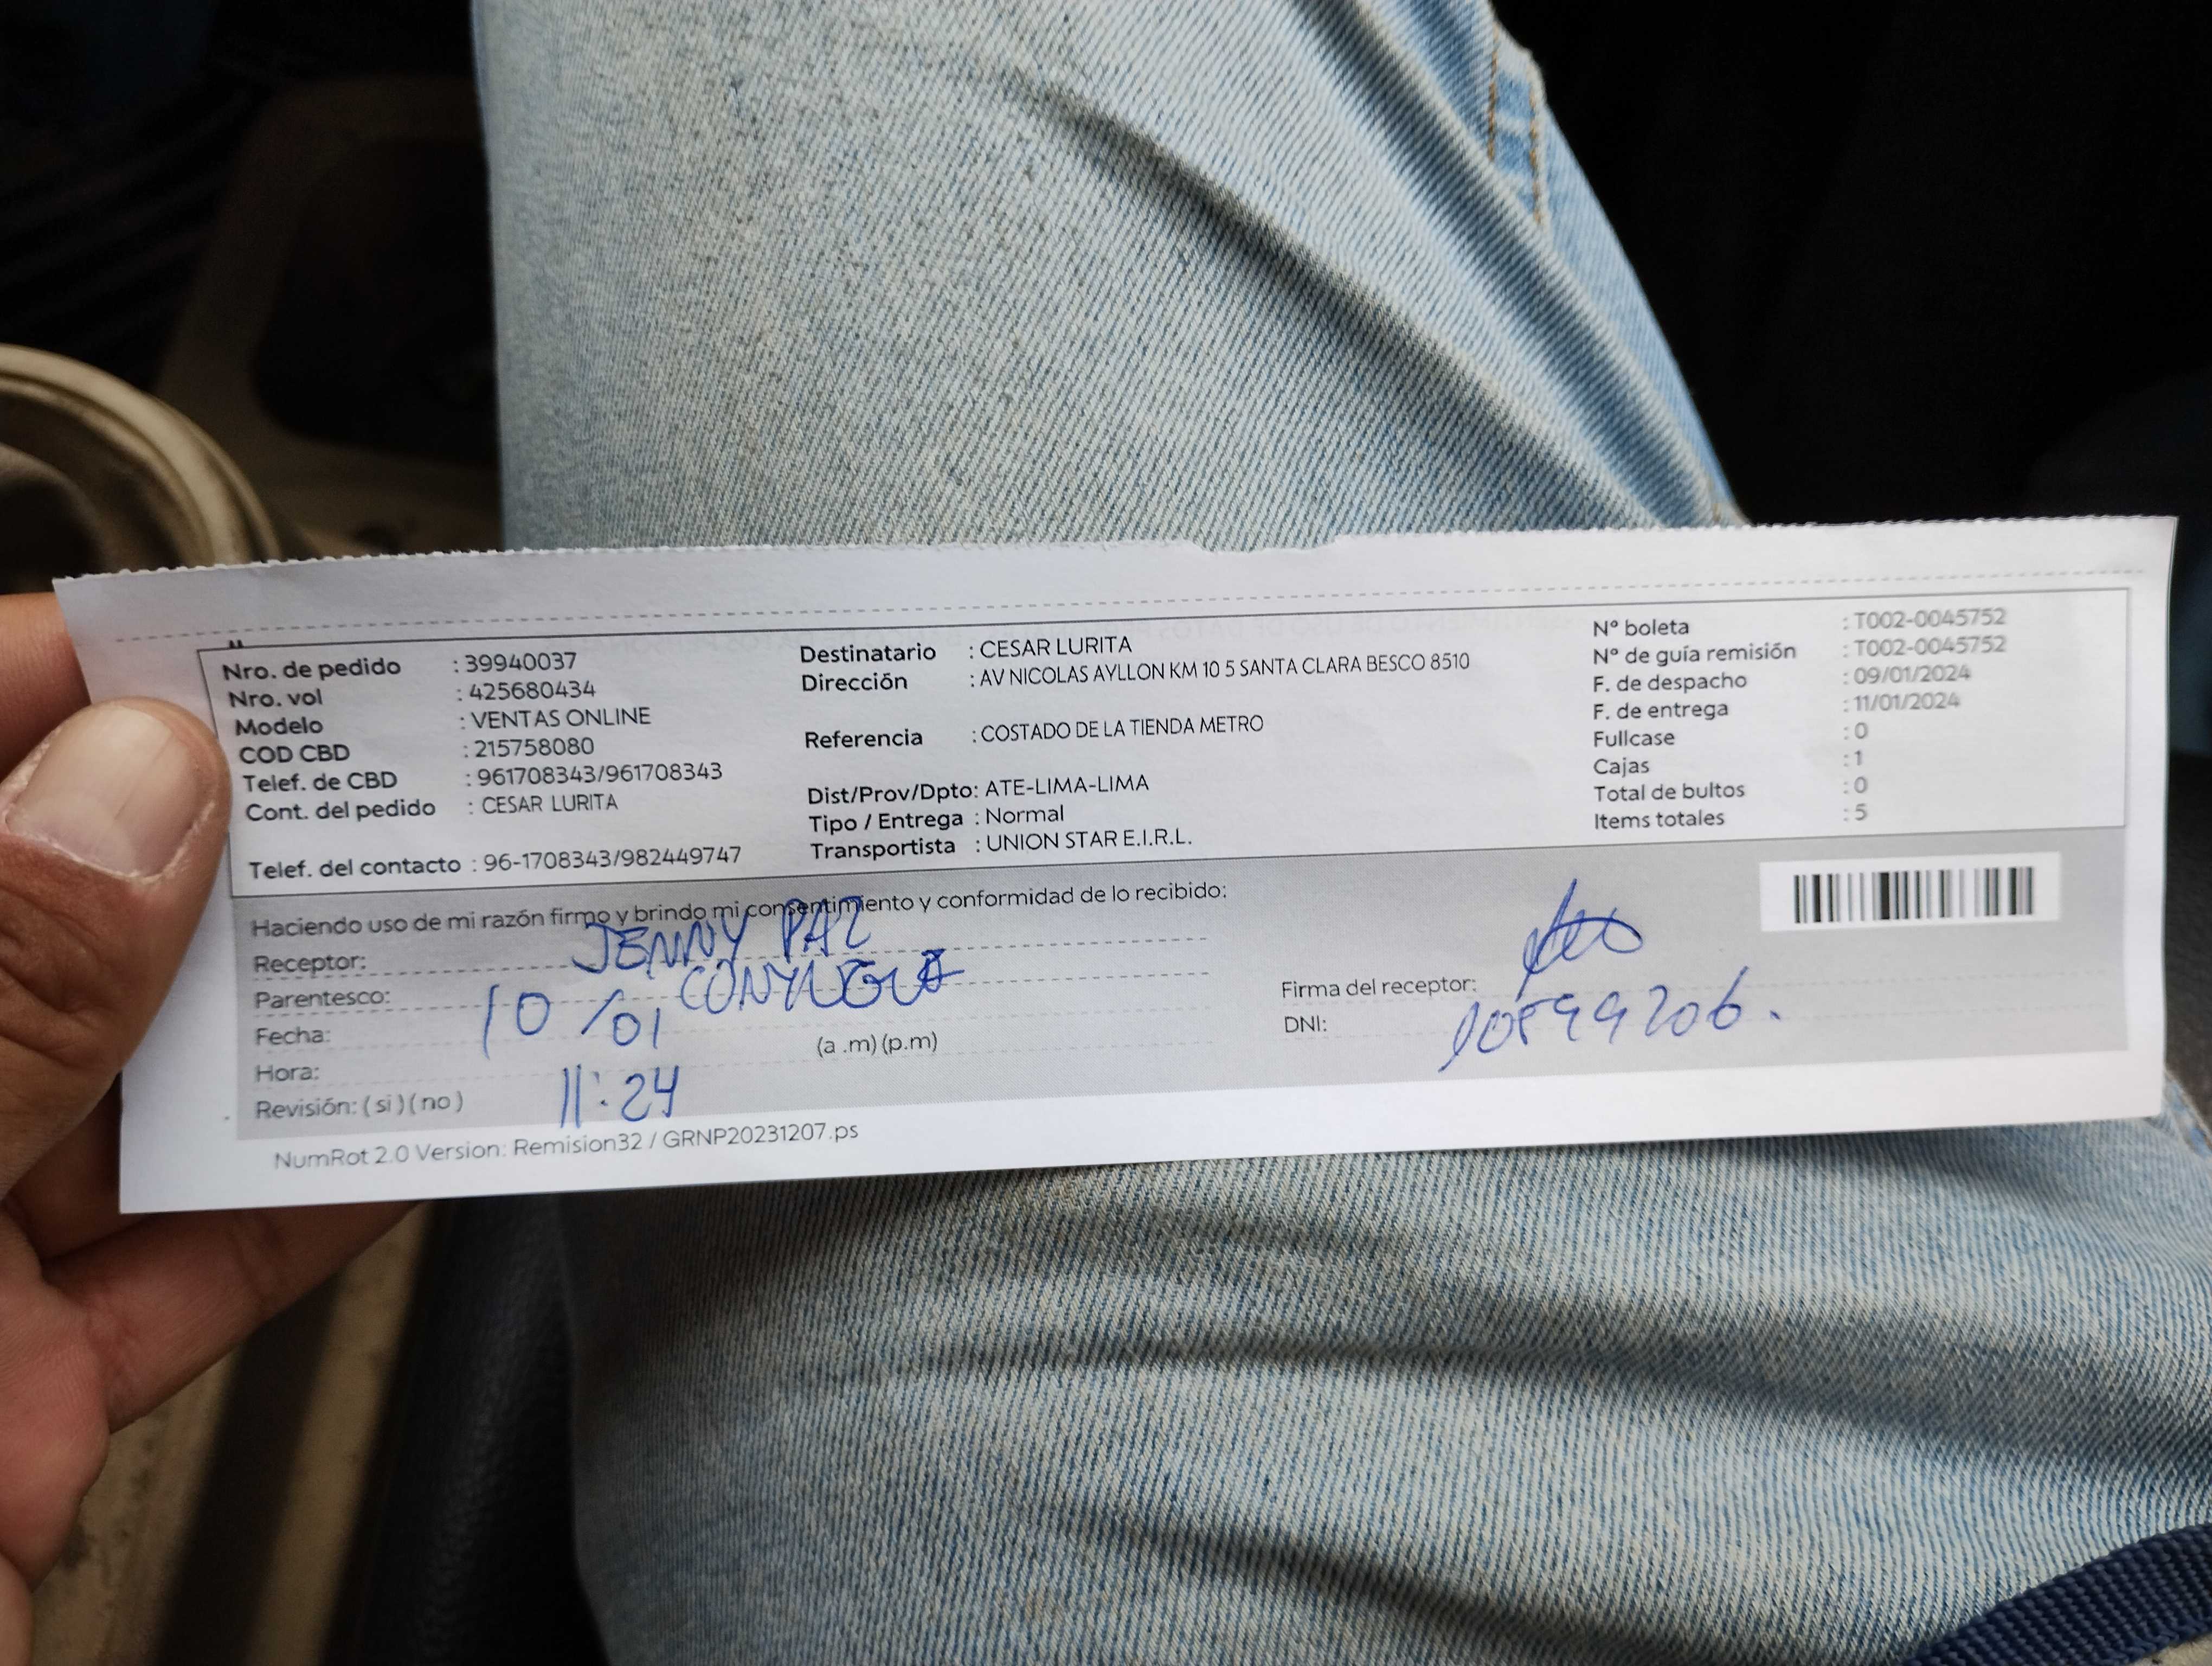 Nro. de pedido : 39940037
Nro. vol : 425680434
Modelo : VENTAS ONLINE
COD CBD : 215758080
Telef. de CBD : 961708343/961708343
Cont. del pedido : CESAR LURITA
Telef. del contacto : 96-1708343/982449747
Destinatario : CESAR LURITA
Dirección : AV NICOLAS AYLLON KM 10 5 SANTA CLARA BESCO 8510
Referencia : COSTADO DE LA TIENDA METRO
Dist/Prov/Dpto: ATE-LIMA-LIMA
Tipo / Entrega : Normal
Transportista : UNION STAR E.I.R.L.
Nº boleta : T002-0045752
Nº de guía remisión : T002-0045752
F. de despacho : 09/01/2024
F. de entrega : 11/01/2024
Fullcase : 0
Cajas : 1
Total de bultos : 0
Items totales : 5
Haciendo uso de mi razón firmo y brindo mi consentimiento y conformidad de lo recibido:
Receptor: JENNY PAZ
Parentesco: CONYUGUE
Fecha: 10/01
Hora: 11:24 (a .m) (p.m)
Revisión: ( si ) ( no )
Firma del receptor:
DNI: 10899206.
NumRot 2.0 Version: Remision32 / GRNP20231207.ps